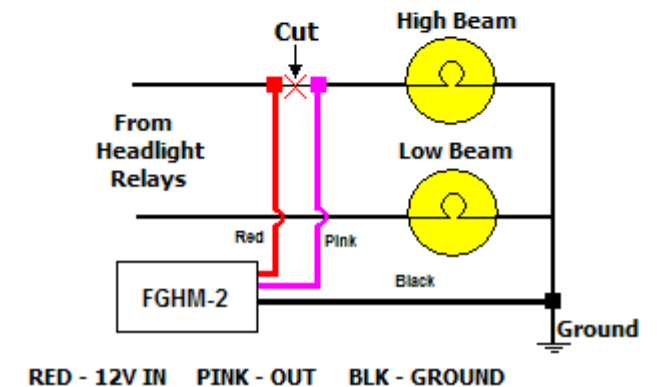 High Beam
Cut
From
Headlight
Relays
Low Beam
Red
Pink
Black
FGHM-2
Ground
RED - 12V IN PINK - OUT BLK - GROUND